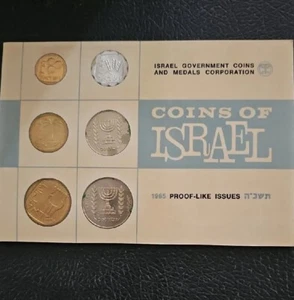 ISRAEL GOVERNMENT COINS
AND MEDALS CORPORATION
COINS OF
ISRAEL
1965 PROOF-LIKE ISSUES תשכ"ה